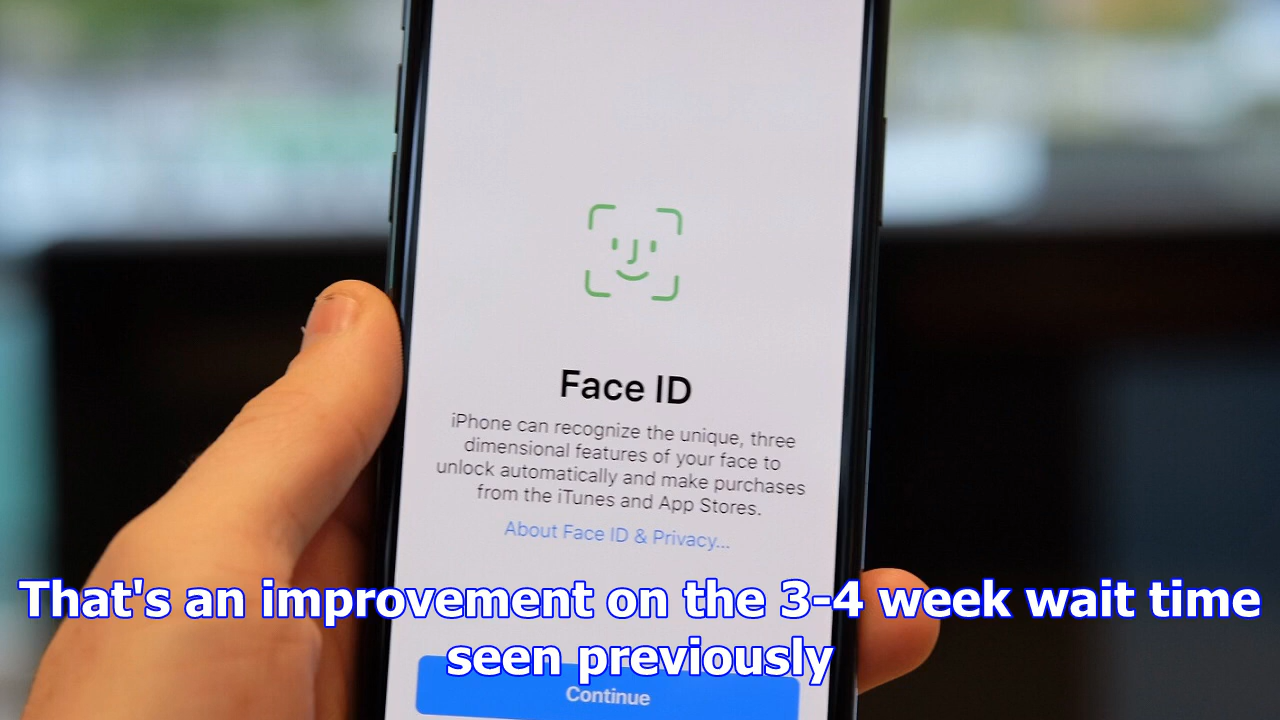 Face ID
iPhone can recognize the unique, three
dimensional features of your face to
unlock automatically and make purchases
from the iTunes and App Stores.
About Face ID & Privacy...
That's an improvement on the 3-4 week wait time
seen previously
Continue